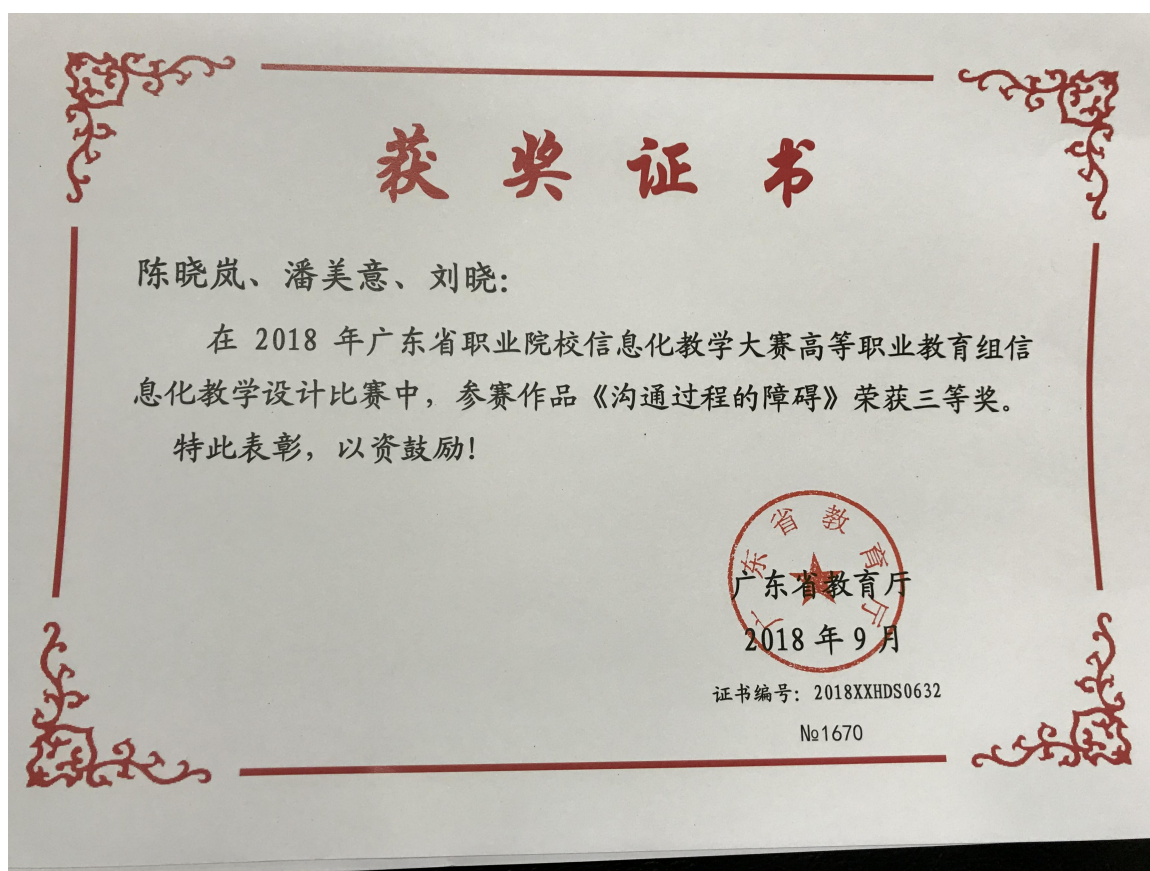 获奖证书
陈晓岚、潘美意、刘晓：
在 2018 年广东省职业院校信息化教学大赛高等职业教育组信
息化教学设计比赛中，参赛作品《沟通过程的障碍》荣获三等奖。
特此表彰，以资鼓励！
广东省教育厅
广东省教育厅
2018 年 9 月
证书编号：2018XXHDS0632
№1670